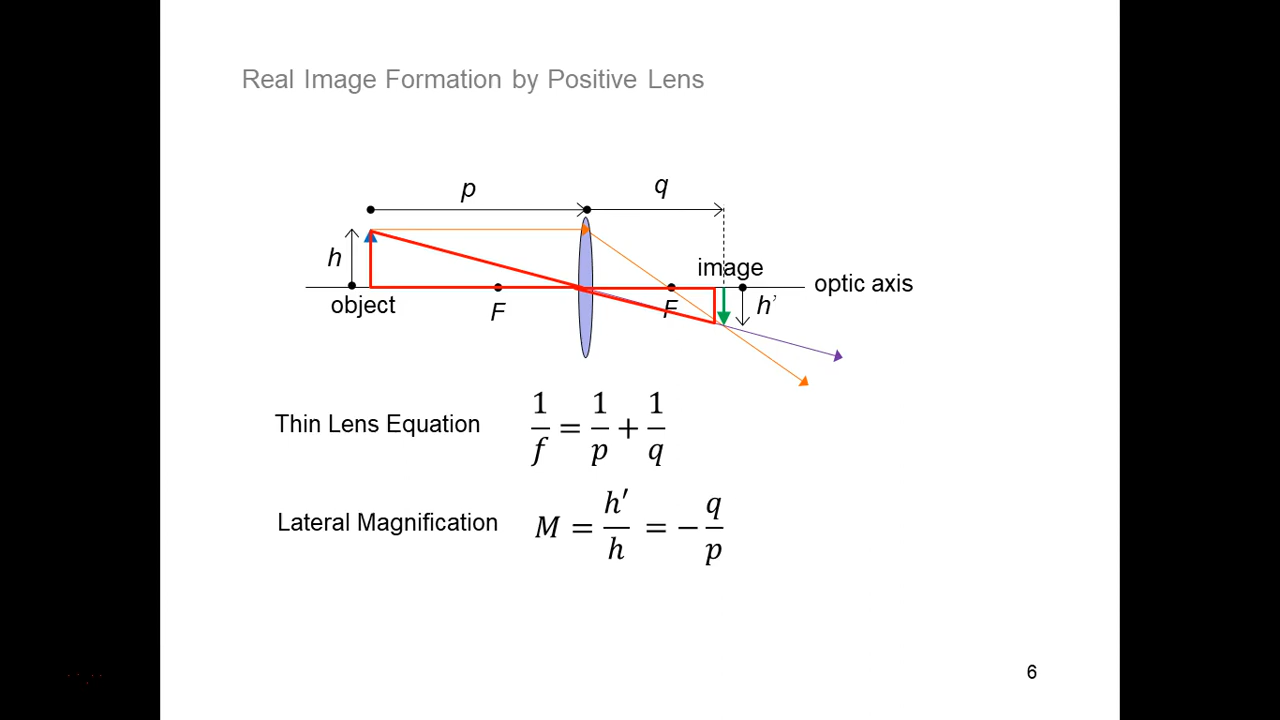 Real Image Formation by Positive Lens
p
q
h
image
optic axis
object
F
F
h’
Thin Lens Equation 1/f = 1/p + 1/q
Lateral Magnification M = h′/h = − q/p
6